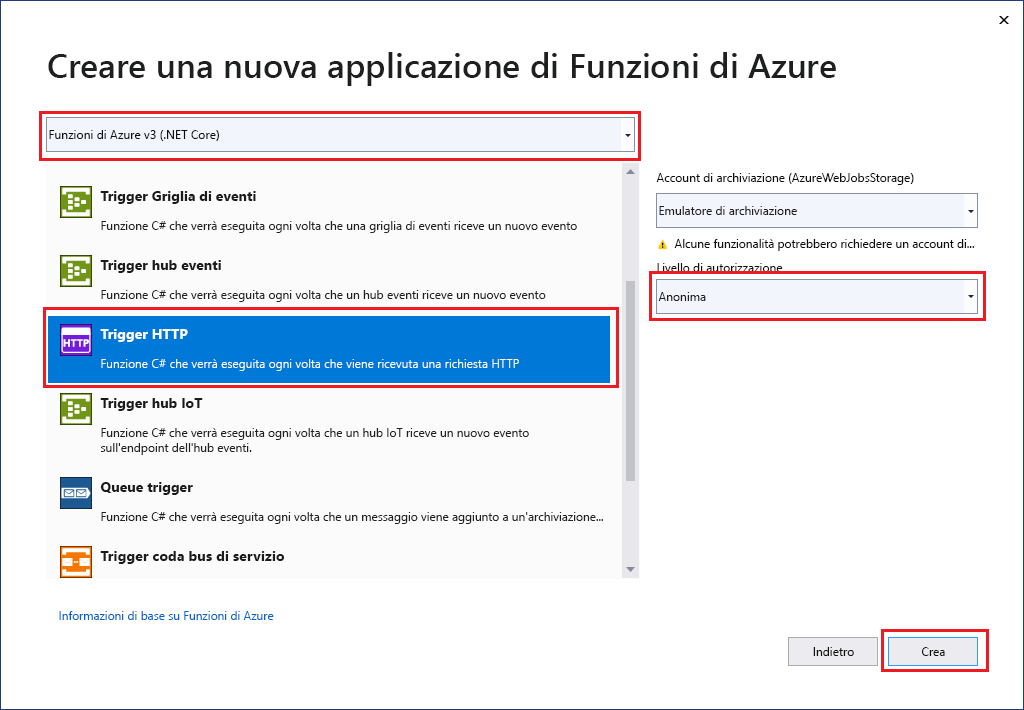 Creare una nuova applicazione di Funzioni di Azure
Funzioni di Azure v3 (.NET Core)
Trigger Griglia di eventi
Funzione C# che verrà eseguita ogni volta che una griglia di eventi riceve un nuovo evento
Trigger hub eventi
Funzione C# che verrà eseguita ogni volta che un hub eventi riceve un nuovo evento
HTTP
Trigger HTTP
Funzione C# che verrà eseguita ogni volta che viene ricevuta una richiesta HTTP
Trigger hub IoT
Funzione C# che verrà eseguita ogni volta che un hub IoT riceve un nuovo evento
sull'endpoint dell'hub eventi.
Queue trigger
Funzione C# che verrà eseguita ogni volta che un messaggio viene aggiunto a un'archiviazione...
Trigger coda bus di servizio
Account di archiviazione (AzureWebJobsStorage)
Emulatore di archiviazione
Alcune funzionalità potrebbero richiedere un account di...
Livello di autorizzazione
Anonima
Informazioni di base su Funzioni di Azure
Indietro
Crea